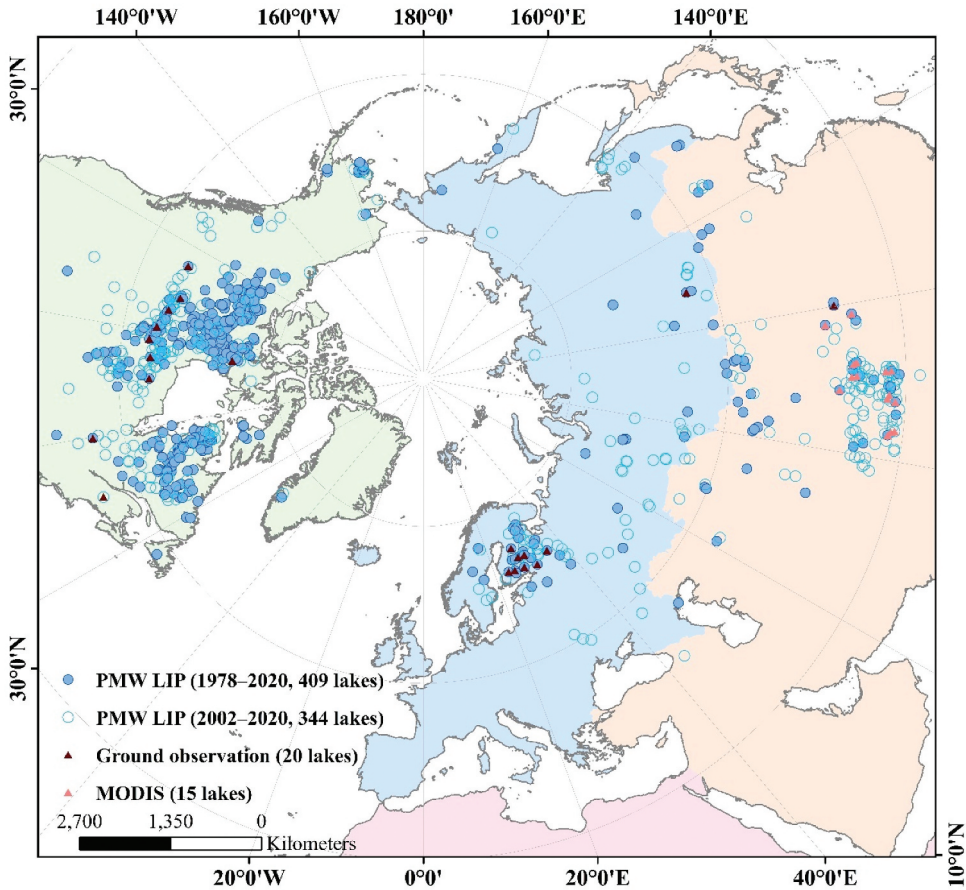 140°0'W 160°0'W 180°0' 160°0'E 140°0'E
30°0'N
30°0'N
PMW LIP (1978–2020, 409 lakes)
PMW LIP (2002–2020, 344 lakes)
Ground observation (20 lakes)
MODIS (15 lakes)
2,700 1,350 0
Kilometers
10°0'N
20°0'W 0°0' 20°0'E 40°0'E